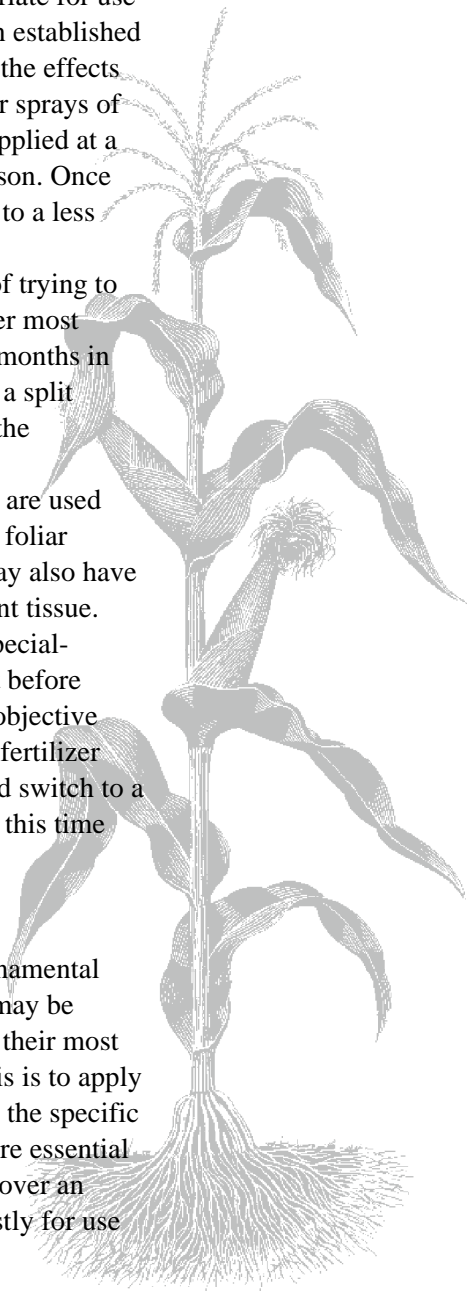 riate for use
n established
the effects
r sprays of
pplied at a
son. Once
to a less
of trying to
er most
months in
a split
the
are used
foliar
ay also have
nt tissue.
pecial-
before
objective
fertilizer
d switch to a
this time
namental
may be
their most
is is to apply
the specific
re essential
over an
stly for use